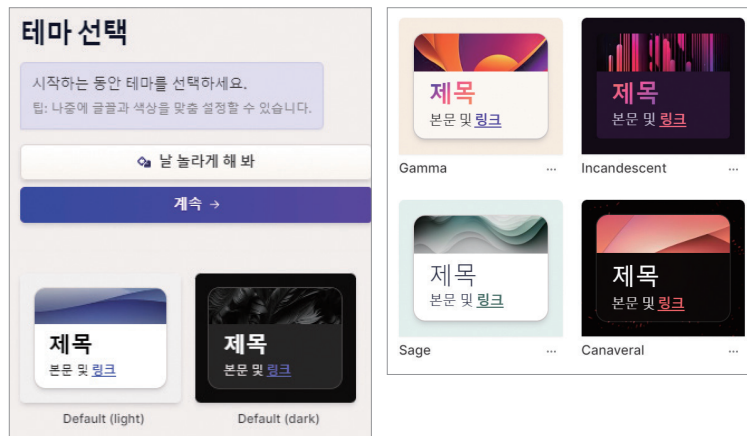 테마 선택
시작하는 동안 테마를 선택하세요.
팁: 나중에 글꼴과 색상을 맞춤 설정할 수 있습니다.
날 놀라게 해 봐
계속 →
제목
본문 및 링크
Default (light)
제목
본문 및 링크
Default (dark)
제목
본문 및 링크
Gamma ...
제목
본문 및 링크
Incandescent ...
제목
본문 및 링크
Sage ...
제목
본문 및 링크
Canaveral ...